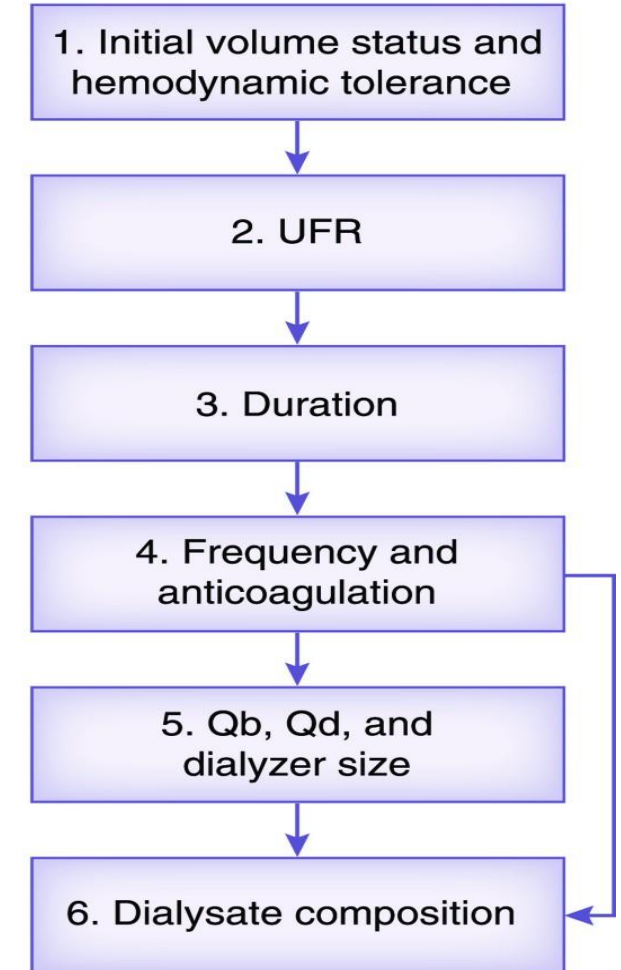 1. Initial volume status and
hemodynamic tolerance
2. UFR
3. Duration
4. Frequency and
anticoagulation
5. Qb, Qd, and
dialyzer size
6. Dialysate composition